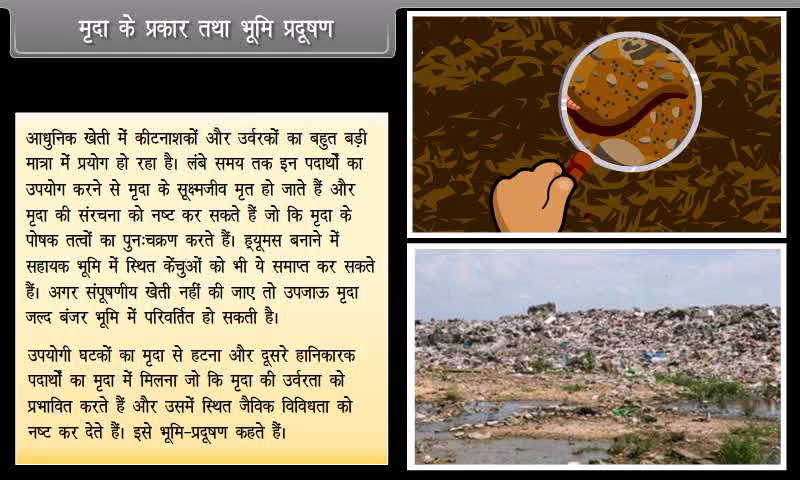 मृदा के प्रकार तथा भूमि प्रदूषण
आधुनिक खेती में कीटनाशकों और उर्वरकों का बहुत बड़ी
मात्रा में प्रयोग हो रहा है। लंबे समय तक इन पदार्थों का
उपयोग करने से मृदा के सूक्ष्मजीव मृत हो जाते हैं और
मृदा की संरचना को नष्ट कर सकते हैं जो कि मृदा के
पोषक तत्वों का पुनःचक्रण करते हैं। ह्यूमस बनाने में
सहायक भूमि में स्थित केंचुओं को भी ये समाप्त कर सकते
हैं। अगर संपूषणीय खेती नहीं की जाए तो उपजाऊ मृदा
जल्द बंजर भूमि में परिवर्तित हो सकती है।
उपयोगी घटकों का मृदा से हटना और दूसरे हानिकारक
पदार्थों का मृदा में मिलना जो कि मृदा की उर्वरता को
प्रभावित करते हैं और उसमें स्थित जैविक विविधता को
नष्ट कर देते हैं। इसे भूमि-प्रदूषण कहते हैं।